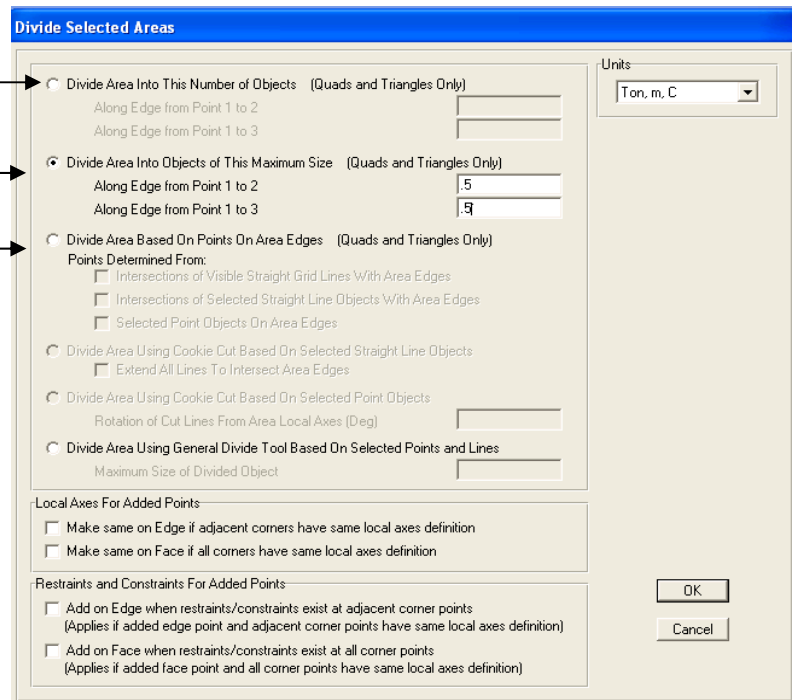 Divide Selected Areas
Units
Divide Area Into This Number of Objects (Quads and Triangles Only)
Ton, m, C
Along Edge from Point 1 to 2
Along Edge from Point 1 to 3
Divide Area Into Objects of This Maximum Size (Quads and Triangles Only)
Along Edge from Point 1 to 2 .5
Along Edge from Point 1 to 3 .5
Divide Area Based On Points On Area Edges (Quads and Triangles Only)
Points Determined From:
Intersections of Visible Straight Grid Lines With Area Edges
Intersections of Selected Straight Line Objects With Area Edges
Selected Point Objects On Area Edges
Divide Area Using Cookie Cut Based On Selected Straight Line Objects
Extend All Lines To Intersect Area Edges
Divide Area Using Cookie Cut Based On Selected Point Objects
Rotation of Cut Lines From Area Local Axes (Deg)
Divide Area Using General Divide Tool Based On Selected Points and Lines
Maximum Size of Divided Object
Local Axes For Added Points
Make same on Edge if adjacent corners have same local axes definition
Make same on Face if all corners have same local axes definition
Restraints and Constraints For Added Points
Add on Edge when restraints/constraints exist at adjacent corner points
(Applies if added edge point and adjacent corner points have same local axes definition)
Add on Face when restraints/constraints exist at all corner points
(Applies if added face point and all corner points have same local axes definition)
OK
Cancel